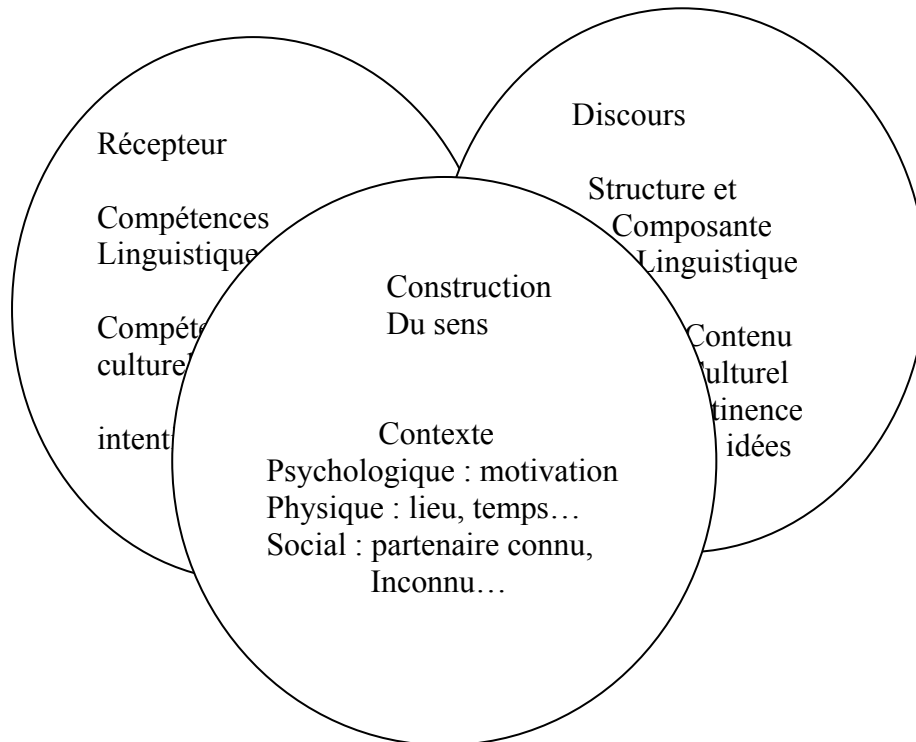 Récepteur
Compétences
Linguistique
culturel
Discours
Structure et
Composante
Linguistique
Contenu
idées
Construction
Du sens
Contexte
Psychologique : motivation
Physique : lieu, temps…
Social : partenaire connu,
Inconnu…